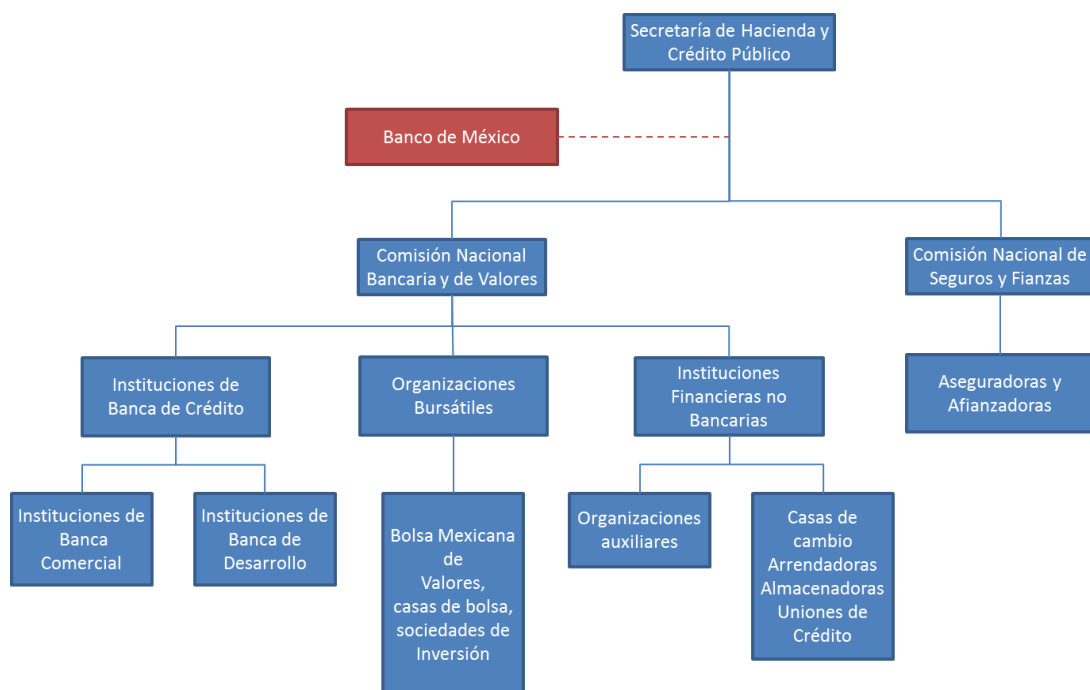 Secretaría de Hacienda y
Crédito Público
Banco de México
Comisión Nacional
Bancaria y de Valores
Comisión Nacional de
Seguros y Fianzas
Instituciones de
Banca de Crédito
Organizaciones
Bursátiles
Instituciones
Financieras no
Bancarias
Aseguradoras y
Afianzadoras
Instituciones de
Banca
Comercial
Instituciones de
Banca de
Desarrollo
Bolsa Mexicana
de
Valores,
casas de bolsa,
sociedades de
Inversión
Organizaciones
auxiliares
Casas de
cambio
Arrendadoras
Almacenadoras
Uniones de
Crédito